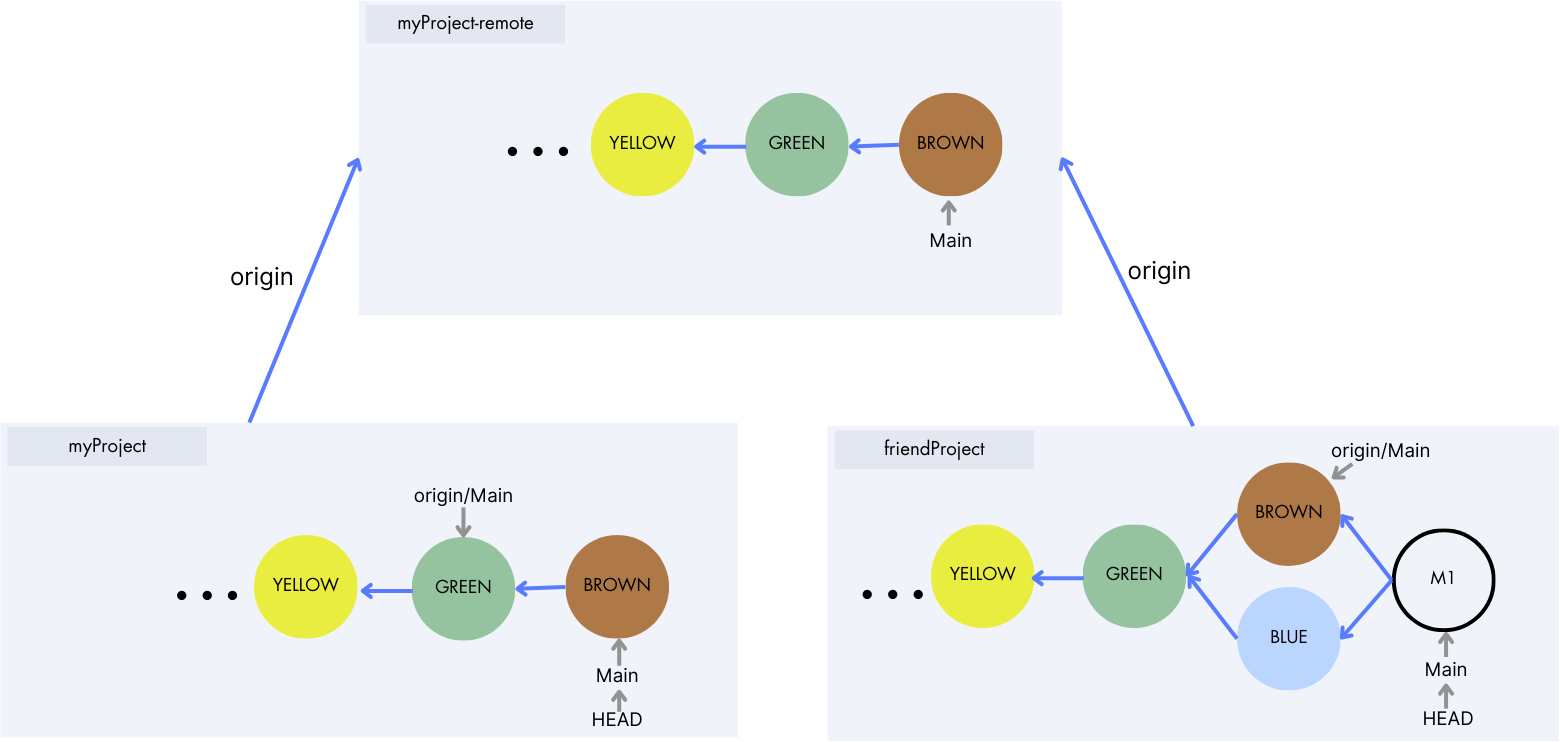 myProject-remote
YELLOW
GREEN
BROWN
Main
origin
origin
myProject
origin/Main
YELLOW
GREEN
BROWN
Main
HEAD
friendProject
origin/Main
BROWN
YELLOW
GREEN
M1
BLUE
Main
HEAD